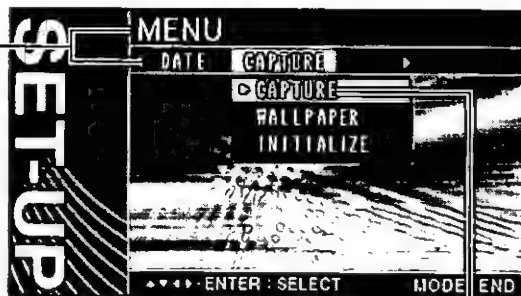 SET-UP
MENU
DATE CAPTURE ▶
▷ CAPTURE
WALLPAPER
INITIALIZE
▲▼◀▶ · ENTER : SELECT MODE END